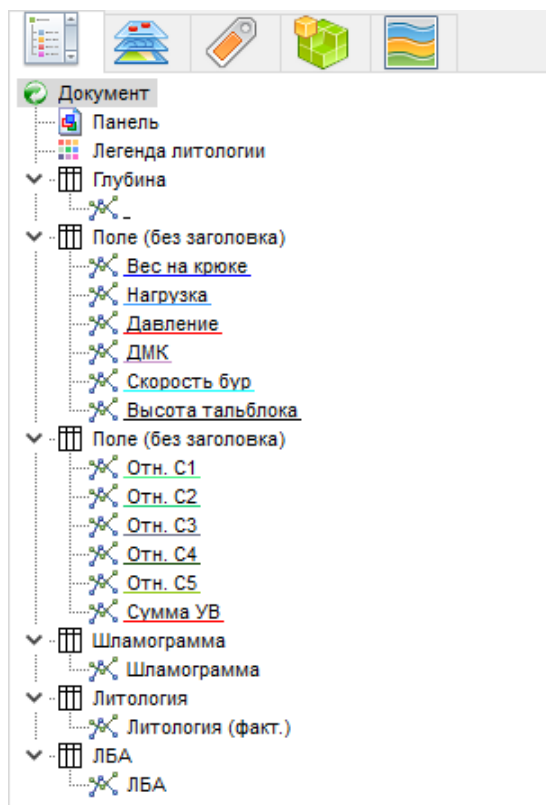 Документ
Панель
Легенда литологии
Глубина
_
Поле (без заголовка)
Вес на крюке
Нагрузка
Давление
ДМК
Скорость бур
Высота тальблока
Поле (без заголовка)
Отн. С1
Отн. С2
Отн. С3
Отн. С4
Отн. С5
Сумма УВ
Шламограмма
Шламограмма
Литология
Литология (факт.)
ЛБА
ЛБА